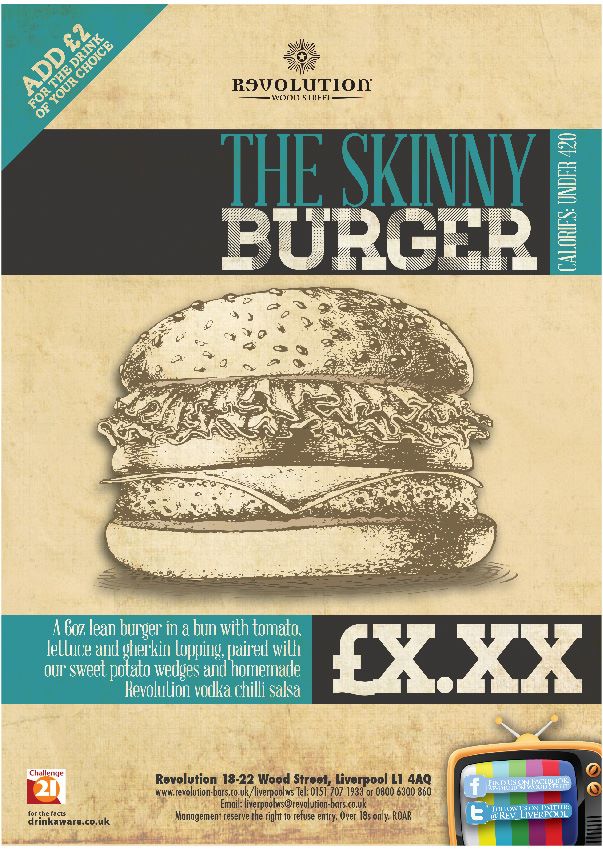 ADD £2
FOR THE DRINK
OF YOUR CHOICE
REVOLUTION
WOOD STREET
THE SKINNY
BURGER
CALORIES: UNDER 420
A 6oz lean burger in a bun with tomato,
lettuce and gherkin topping, paired with
our sweet potato wedges and homemade
Revolution vodka chilli salsa
£X.XX
Challenge
21
for the facts
drinkaware.co.uk
Revolution 18-22 Wood Street, Liverpool L1 4AQ
www.revolution-bars.co.uk/liverpoolws Tel: 0151 707 1933 or 0800 6300 860
Email: liverpoolws@revolution-bars.co.uk
Management reserve the right to refuse entry. Over 18s only. ROAR
FIND US ON FACEBOOK
REVOLUTION WOOD STREET
FOLLOW US ON TWITTER
@REV_LIVERPOOL